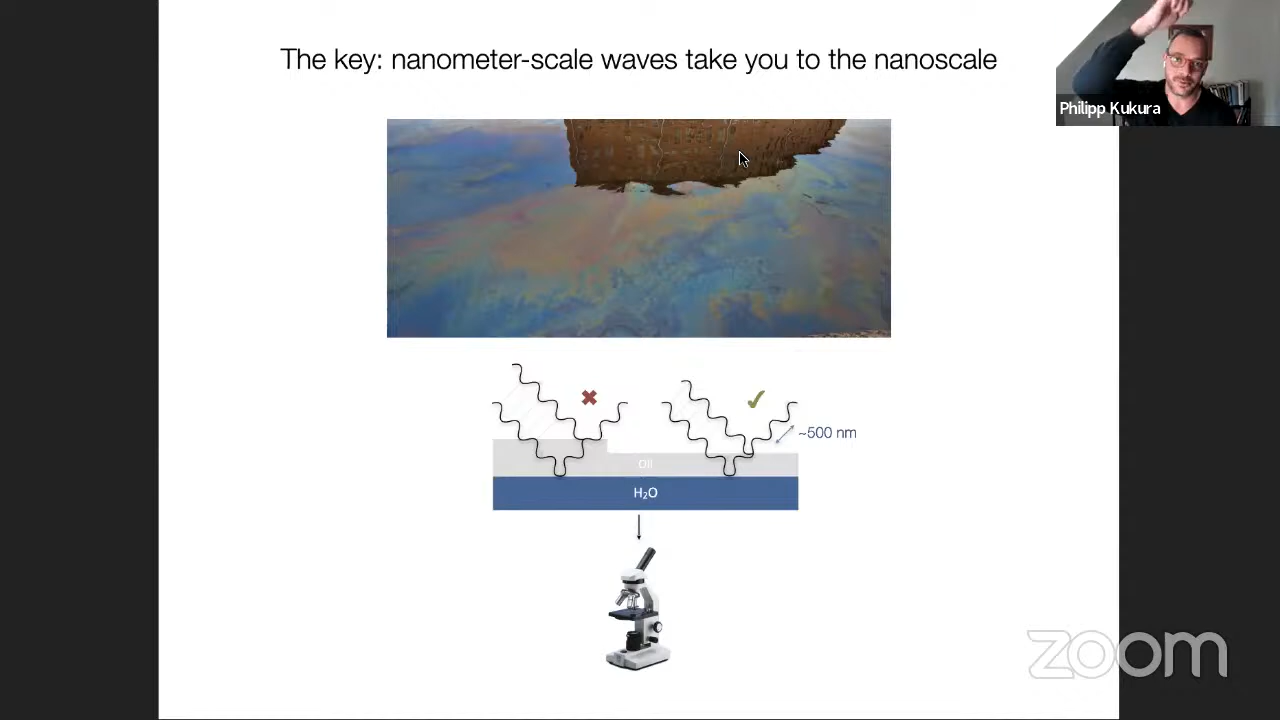 The key: nanometer-scale waves take you to the nanoscale
Philipp Kukura
~500 nm
Oil
H₂O
zoom